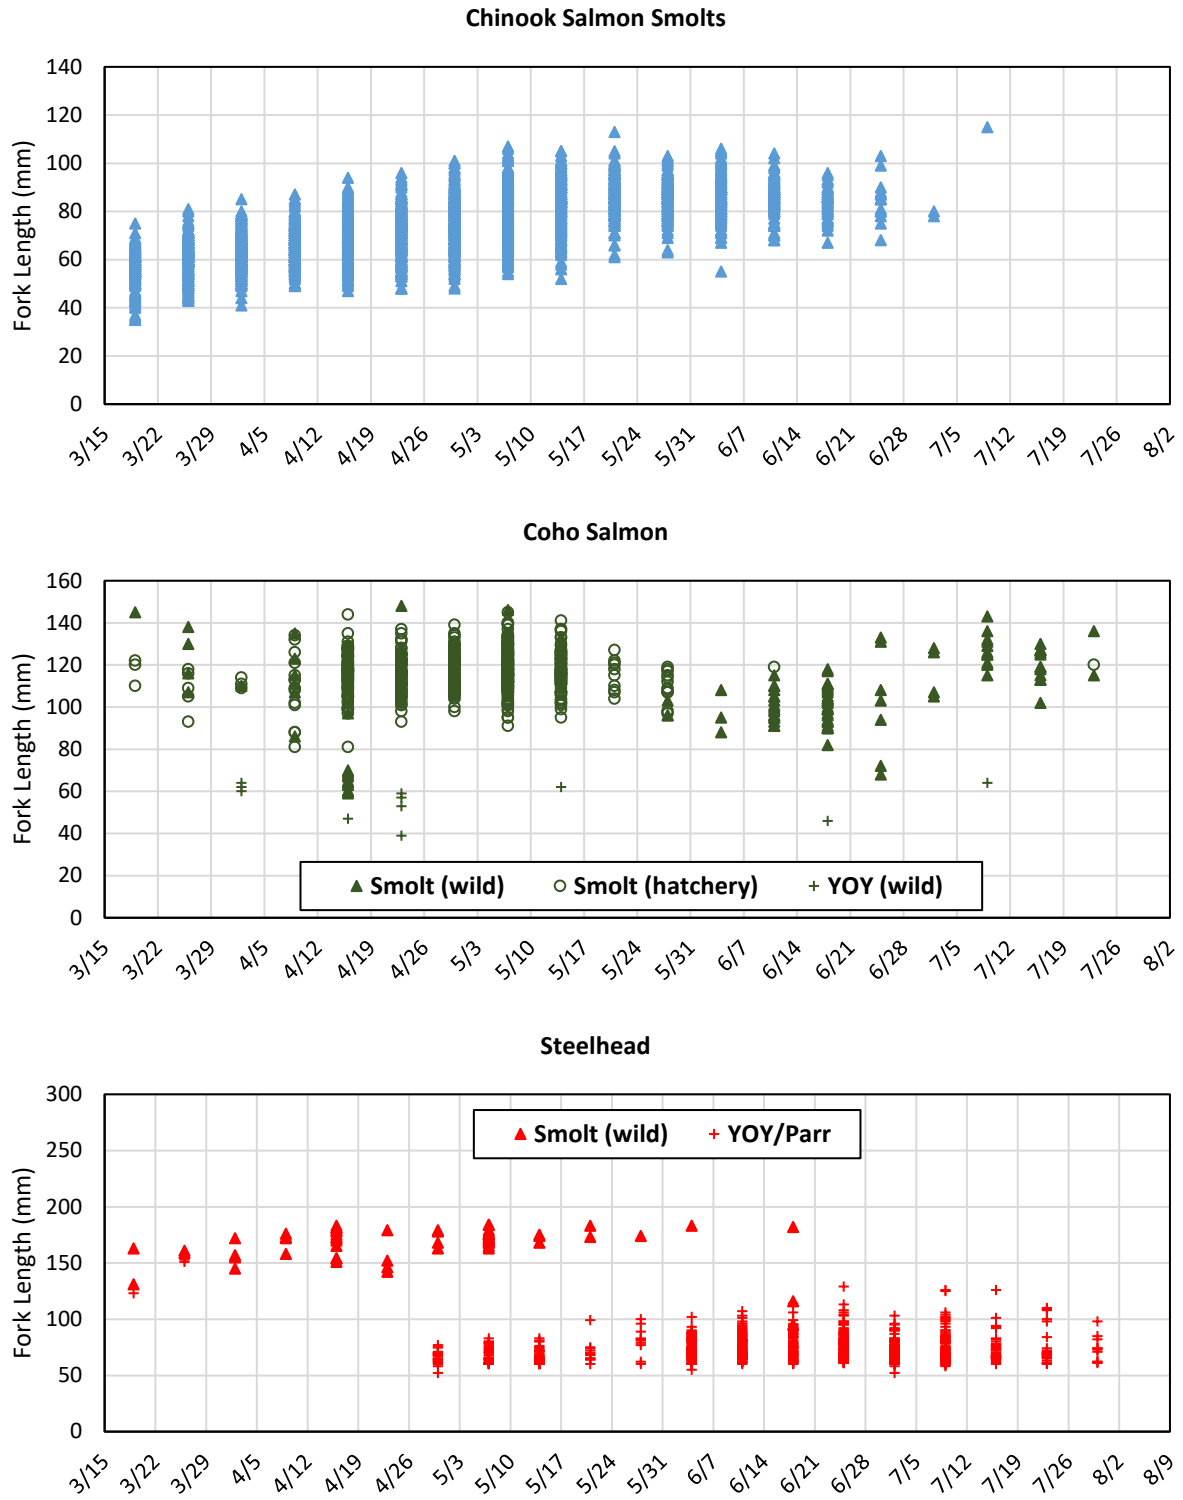 Chinook Salmon Smolts
Fork Length (mm)
140
120
100
80
60
40
20
0
3/15 3/22 3/29 4/5 4/12 4/19 4/26 5/3 5/10 5/17 5/24 5/31 6/7 6/14 6/21 6/28 7/5 7/12 7/19 7/26 8/2
Coho Salmon
Fork Length (mm)
160
140
120
100
80
60
40
20
0
Smolt (wild) Smolt (hatchery) YOY (wild)
3/15 3/22 3/29 4/5 4/12 4/19 4/26 5/3 5/10 5/17 5/24 5/31 6/7 6/14 6/21 6/28 7/5 7/12 7/19 7/26 8/2
Steelhead
Fork Length (mm)
300
250
200
150
100
50
0
Smolt (wild) YOY/Parr
3/15 3/22 3/29 4/5 4/12 4/19 4/26 5/3 5/10 5/17 5/24 5/31 6/7 6/14 6/21 6/28 7/5 7/12 7/19 7/26 8/2 8/9